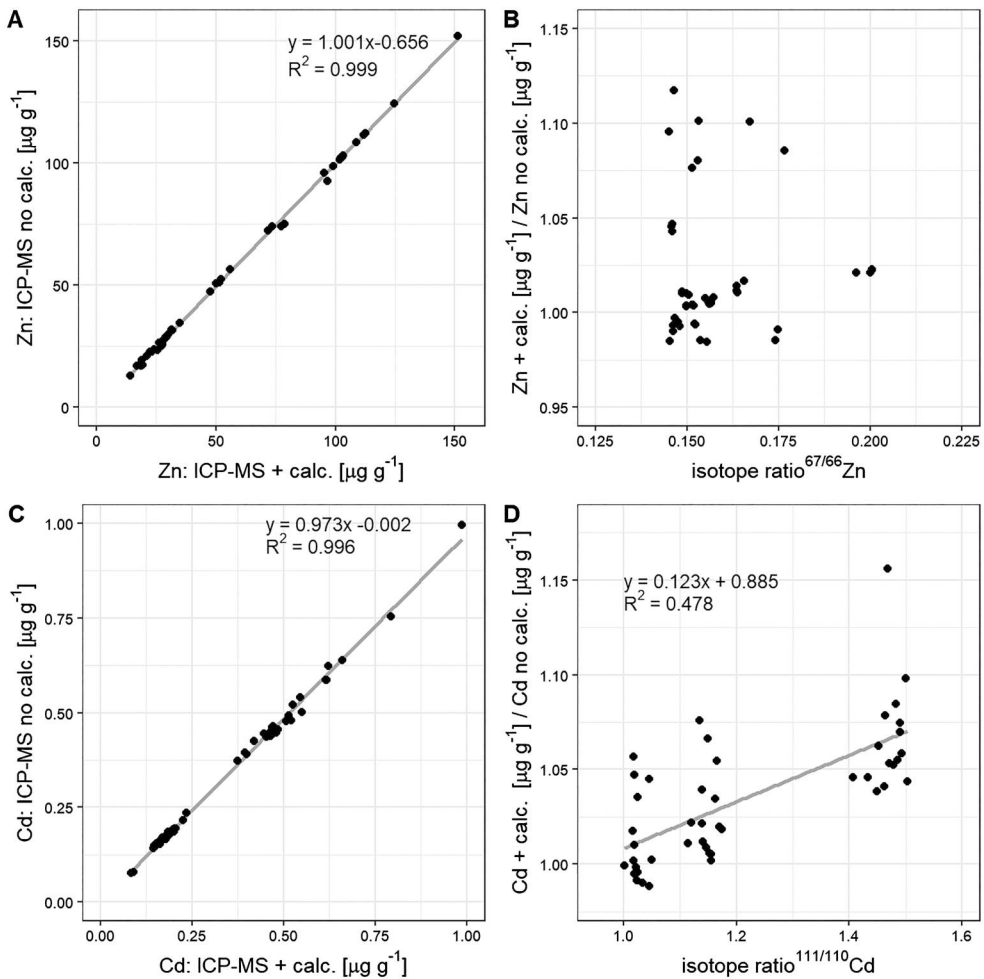 A
y = 1.001x-0.656
R² = 0.999
Zn: ICP-MS no calc. [µg g⁻¹]
150
100
50
0
0 50 100 150
Zn: ICP-MS + calc. [µg g⁻¹]
B
Zn + calc. [µg g⁻¹] / Zn no calc. [µg g⁻¹]
1.10
1.05
1.00
0.95
0.125 0.150 0.175 0.200 0.225
isotope ratio⁶⁷/⁶⁶Zn
C
y = 0.973x -0.002
R² = 0.996
Cd: ICP-MS no calc. [µg g⁻¹]
1.00
0.75
0.50
0.25
0.00
0.00 0.25 0.50 0.75 1.00
Cd: ICP-MS + calc. [µg g⁻¹]
D
y = 0.123x + 0.885
R² = 0.478
Cd + calc. [µg g⁻¹] / Cd no calc. [µg g⁻¹]
1.15
1.10
1.05
1.00
1.0 1.2 1.4 1.6
isotope ratio¹¹¹/¹¹⁰Cd